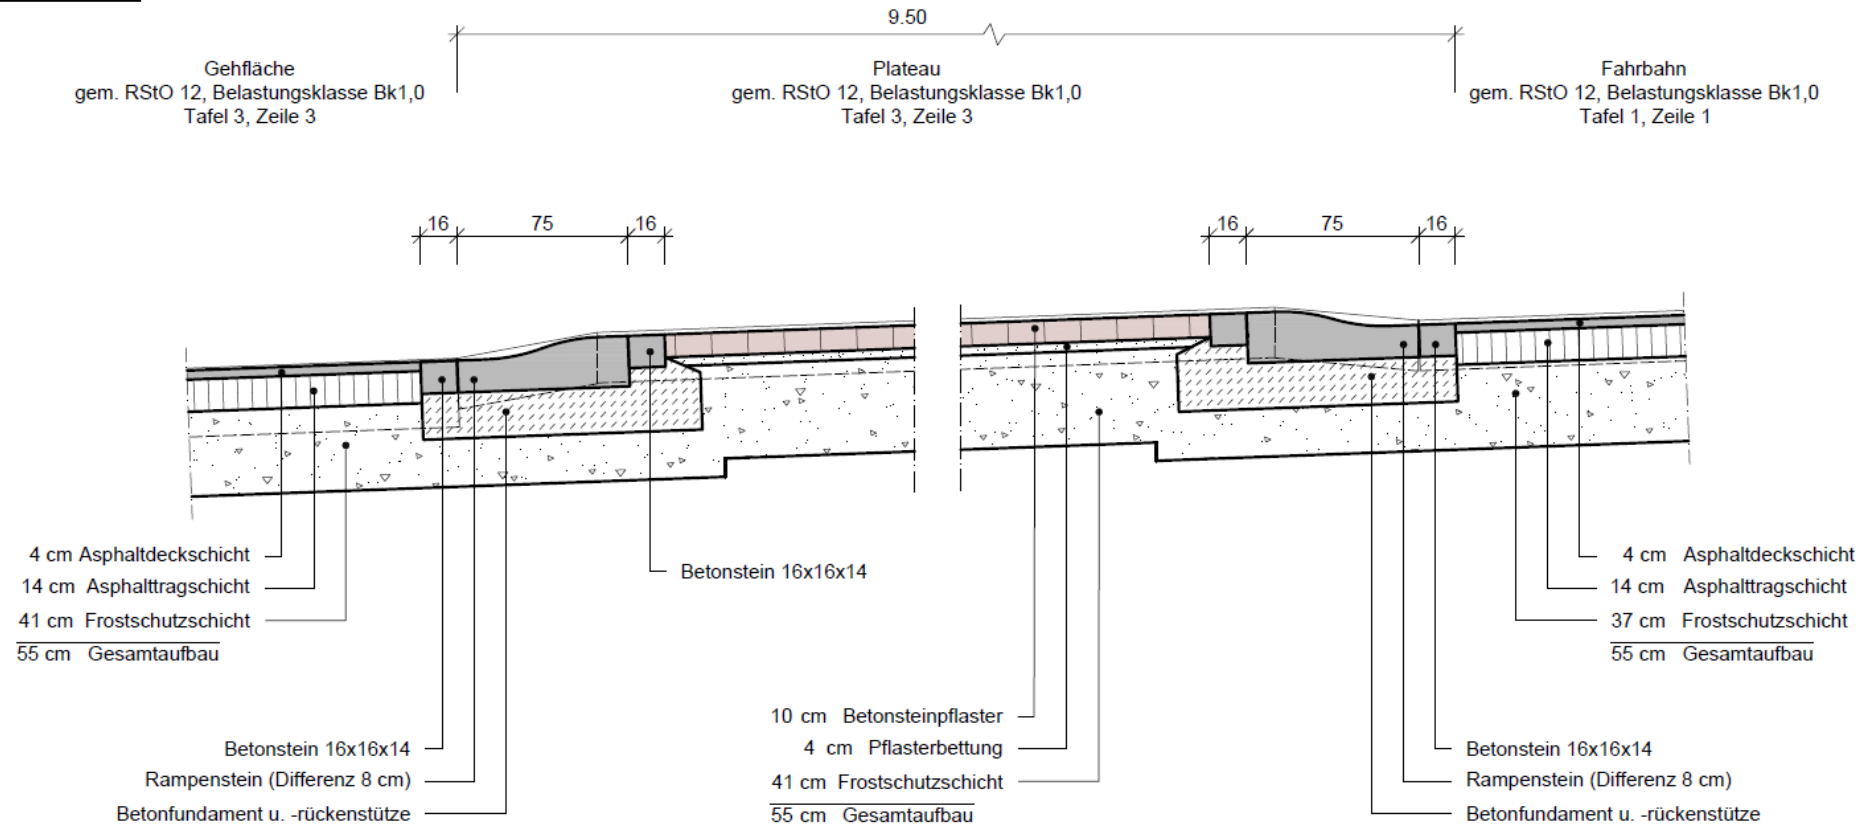 9.50
Gehfläche
gem. RStO 12, Belastungsklasse Bk1,0
Tafel 3, Zeile 3
Plateau
gem. RStO 12, Belastungsklasse Bk1,0
Tafel 3, Zeile 3
Fahrbahn
gem. RStO 12, Belastungsklasse Bk1,0
Tafel 1, Zeile 1
16 75 16
16 75 16
4 cm Asphaltdeckschicht
14 cm Asphalttragschicht
41 cm Frostschutzschicht
55 cm Gesamtaufbau
Betonstein 16x16x14
4 cm Asphaltdeckschicht
14 cm Asphalttragschicht
37 cm Frostschutzschicht
55 cm Gesamtaufbau
Betonstein 16x16x14
Rampenstein (Differenz 8 cm)
Betonfundament u. -rückenstütze
10 cm Betonsteinpflaster
4 cm Pflasterbettung
41 cm Frostschutzschicht
55 cm Gesamtaufbau
Betonstein 16x16x14
Rampenstein (Differenz 8 cm)
Betonfundament u. -rückenstütze